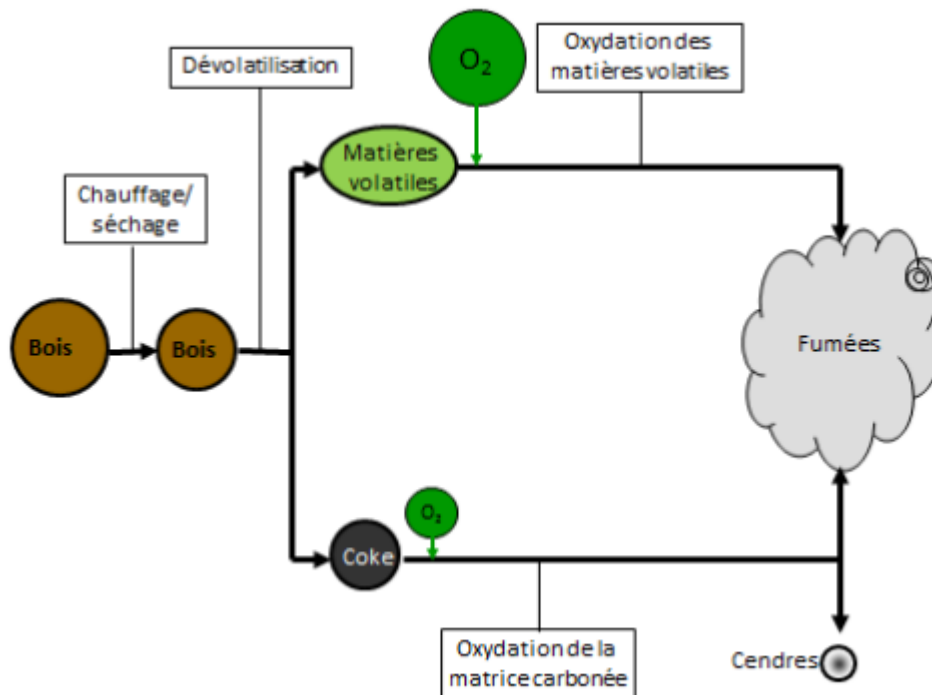 Dévolatilisation
O₂
Oxydation des
matières volatiles
Matières
volatiles
Chauffage/
séchage
Bois
Bois
Fumées
O₂
Coke
Oxydation de la
matrice carbonée
Cendres